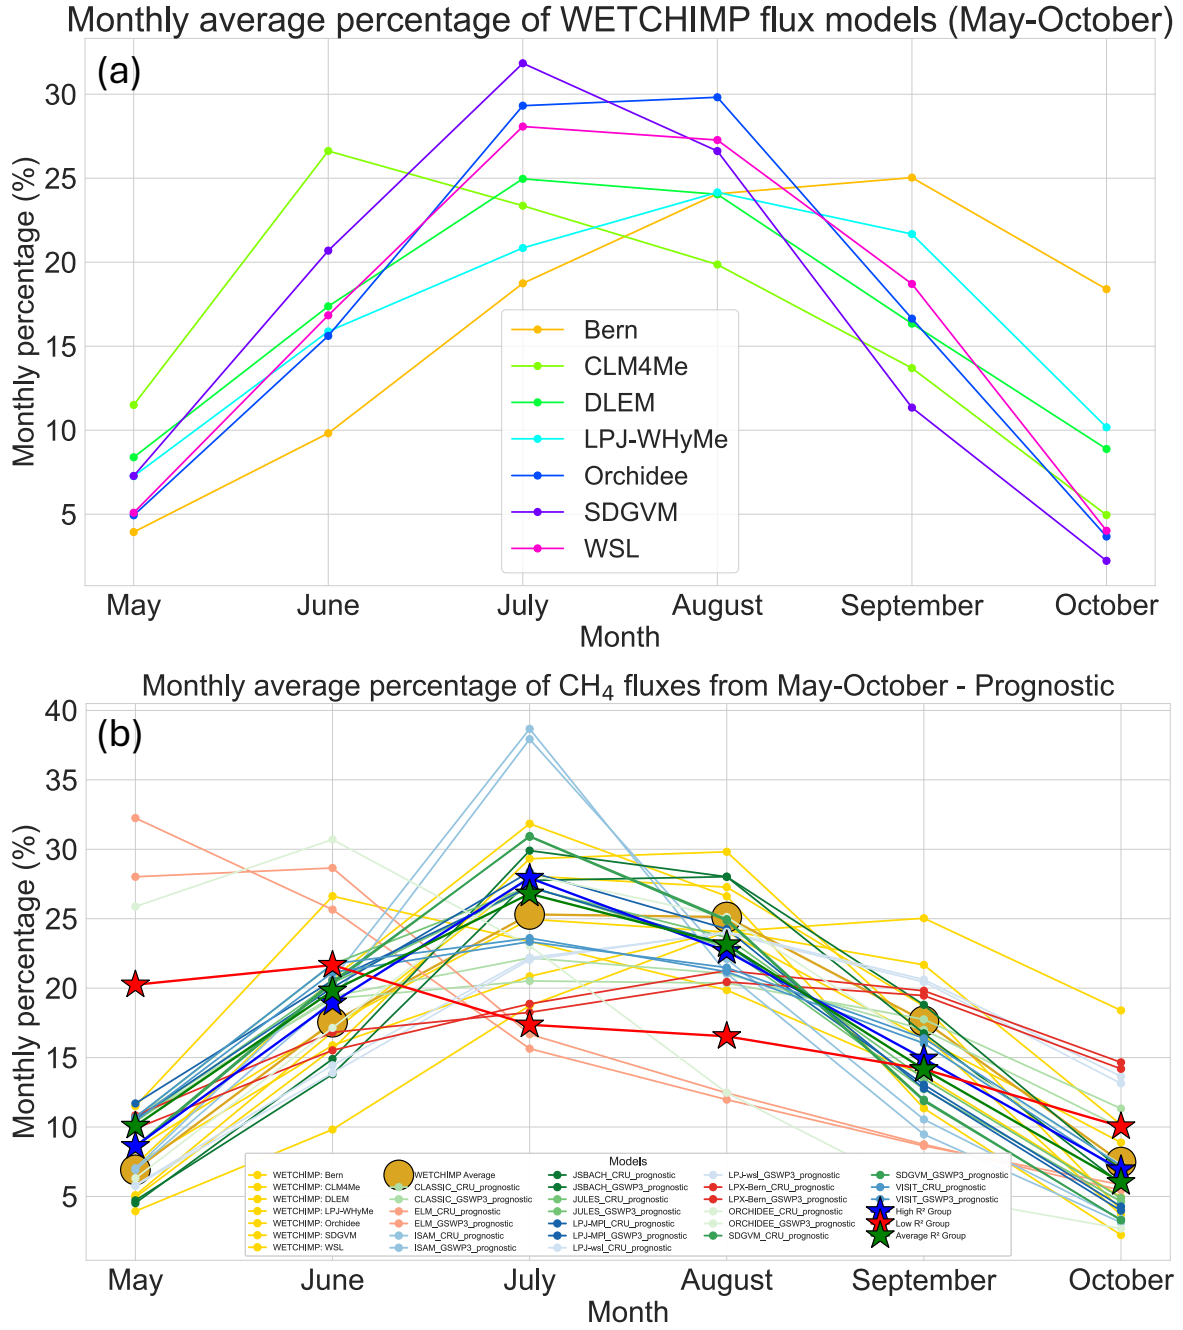 Monthly average percentage of WETCHIMP flux models (May-October)
(a)
Monthly percentage (%)
30
25
20
15
10
5
Bern
CLM4Me
DLEM
LPJ-WHyMe
Orchidee
SDGVM
WSL
May June July August September October
Month
Monthly average percentage of CH₄ fluxes from May-October - Prognostic
(b)
Monthly percentage (%)
40
35
30
25
20
15
10
5
Models
WETCHIMP: Bern
WETCHIMP: CLM4Me
WETCHIMP: DLEM
WETCHIMP: LPJ-WHyMe
WETCHIMP: Orchidee
WETCHIMP: SDGVM
WETCHIMP: WSL
WETCHIMP Average
CLASSIC_CRU_prognostic
CLASSIC_GSWP3_prognostic
ELM_CRU_prognostic
ELM_GSWP3_prognostic
ISAM_CRU_prognostic
ISAM_GSWP3_prognostic
JSBACH_CRU_prognostic
JSBACH_GSWP3_prognostic
JULES_CRU_prognostic
JULES_GSWP3_prognostic
LPJ-MPI_CRU_prognostic
LPJ-MPI_GSWP3_prognostic
LPJ-wsl_CRU_prognostic
LPJ-wsl_GSWP3_prognostic
LPX-Bern_CRU_prognostic
LPX-Bern_GSWP3_prognostic
ORCHIDEE_CRU_prognostic
ORCHIDEE_GSWP3_prognostic
SDGVM_CRU_prognostic
SDGVM_GSWP3_prognostic
VISIT_CRU_prognostic
VISIT_GSWP3_prognostic
High R² Group
Low R² Group
Average R² Group
May June July August September October
Month